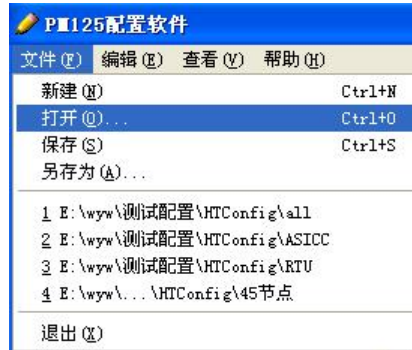 PM125配置软件
文件(F) 编辑(E) 查看(V) 帮助(H)
新建(N) Ctrl+N
打开(O)... Ctrl+O
保存(S) Ctrl+S
另存为(A)...
1 E:\wyw\测试配置\HTConfig\all
2 E:\wyw\测试配置\HTConfig\ASICC
3 E:\wyw\测试配置\HTConfig\RTU
4 E:\wyw\...\HTConfig\45节点
退出(X)